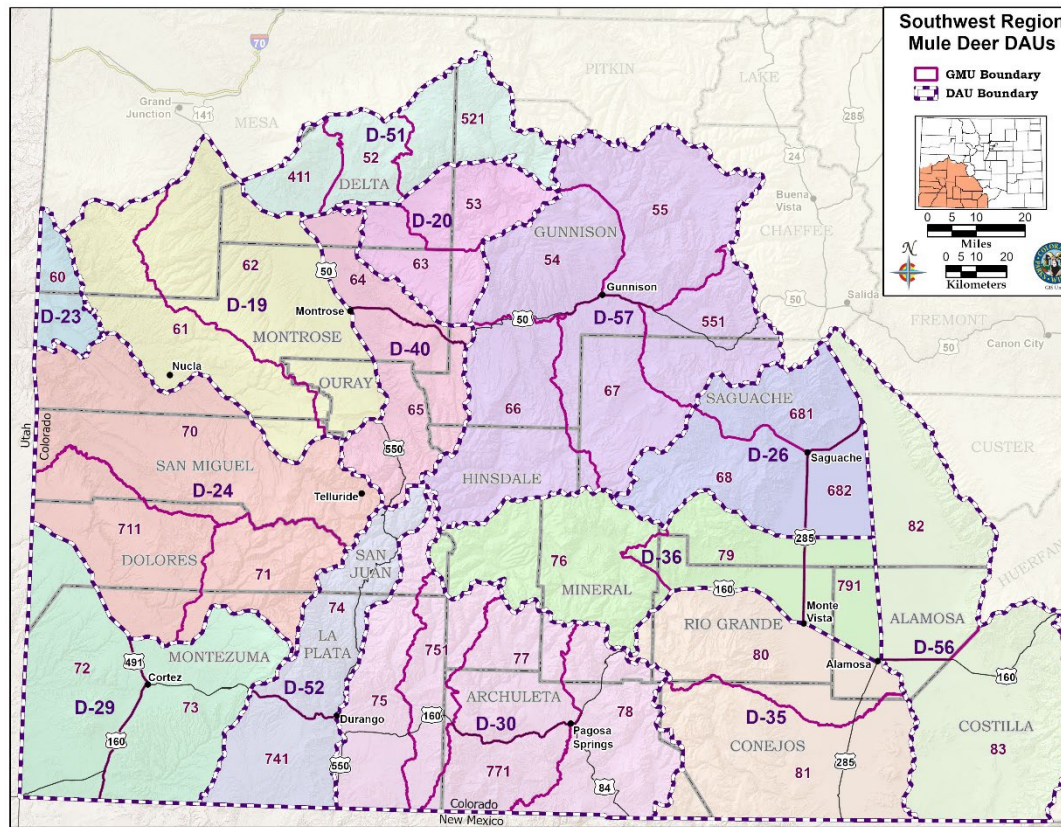 Southwest Region
Mule Deer DAUs
GMU Boundary
DAU Boundary
0 5 10 20
Miles
0 5 10 20
Kilometers
N
70
PITKIN
LAKE
Grand
Junction
141
MESA
285
24
Buena
Vista
CHAFFEE
50
Salida
FREMONT
50
Canon City
CUSTER
HUERFANO
521
D-51
52
411
DELTA
53
D-20
63
55
GUNNISON
54
Gunnison
50
D-57
551
60
D-23
62
D-19
61
MONTROSE
50
64
Montrose
D-40
OURAY
65
550
Nucla
66
67
HINSDALE
SAGUACHE
681
D-26
Saguache
68
682
285
Utah
Colorado
70
SAN MIGUEL
D-24
Telluride
711
DOLORES
71
SAN
JUAN
76
MINERAL
D-36
79
160
791
Monte
Vista
82
ALAMOSA
D-56
74
LA
PLATA
RIO GRANDE
80
Alamosa
160
72
491
MONTEZUMA
Cortez
D-29
73
160
D-52
Durango
741
550
751
75
77
ARCHULETA
160
D-30
Pagosa
Springs
78
771
84
D-35
CONEJOS
285
81
COSTILLA
83
Colorado
New Mexico